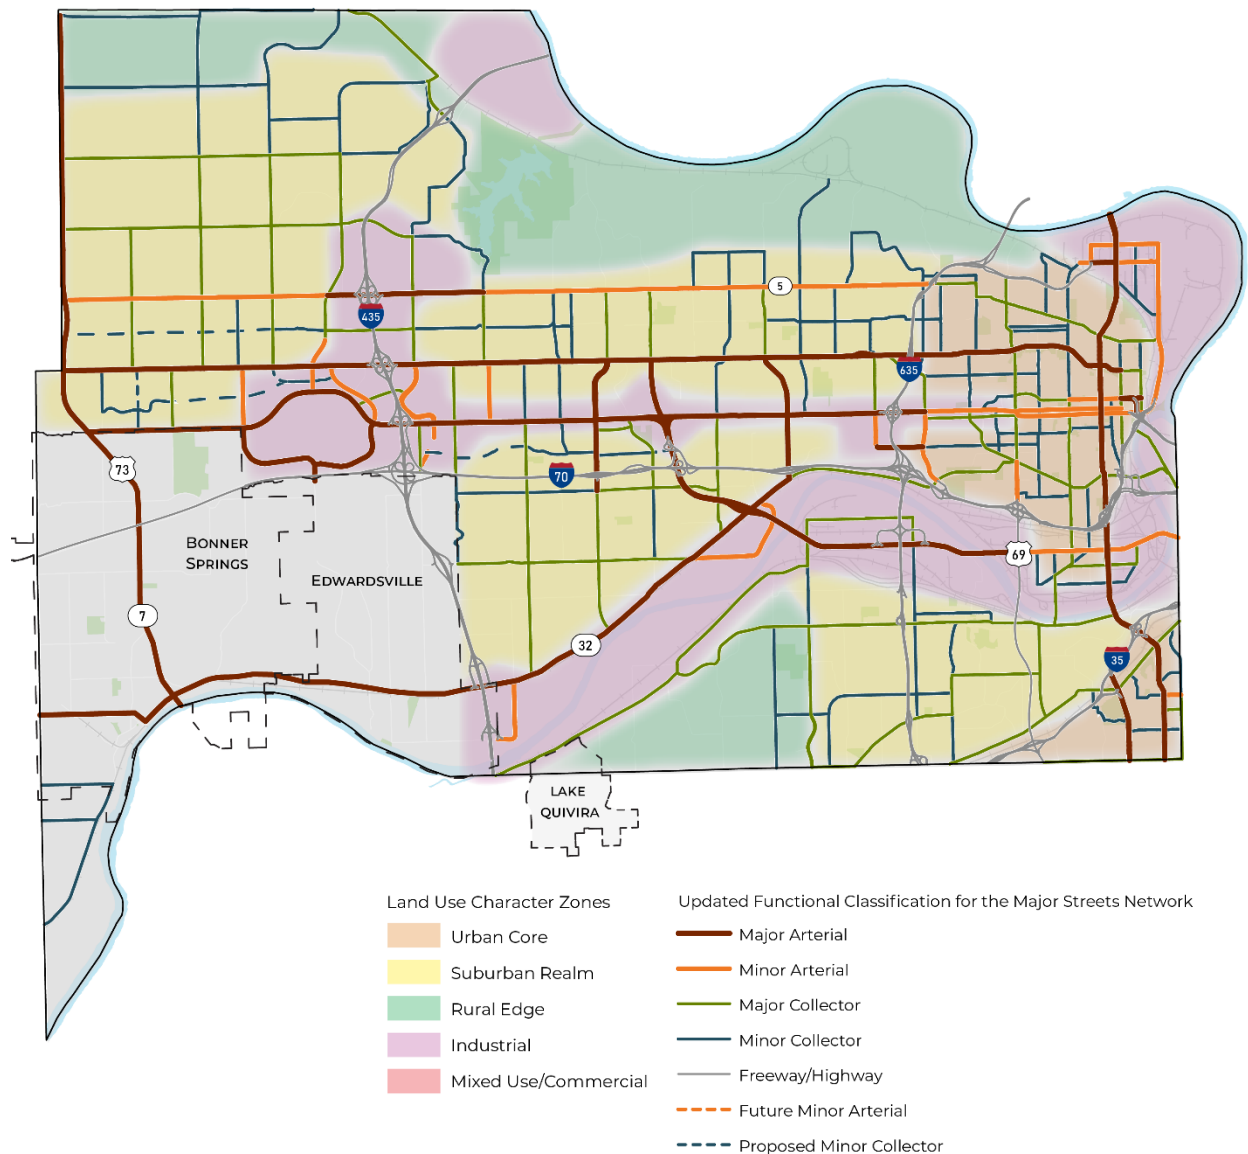 5
435
635
73
70
BONNER
SPRINGS
EDWARDSVILLE
69
7
32
35
LAKE
QUIVIRA
Land Use Character Zones
Urban Core
Suburban Realm
Rural Edge
Industrial
Mixed Use/Commercial
Updated Functional Classification for the Major Streets Network
Major Arterial
Minor Arterial
Major Collector
Minor Collector
Freeway/Highway
Future Minor Arterial
Proposed Minor Collector